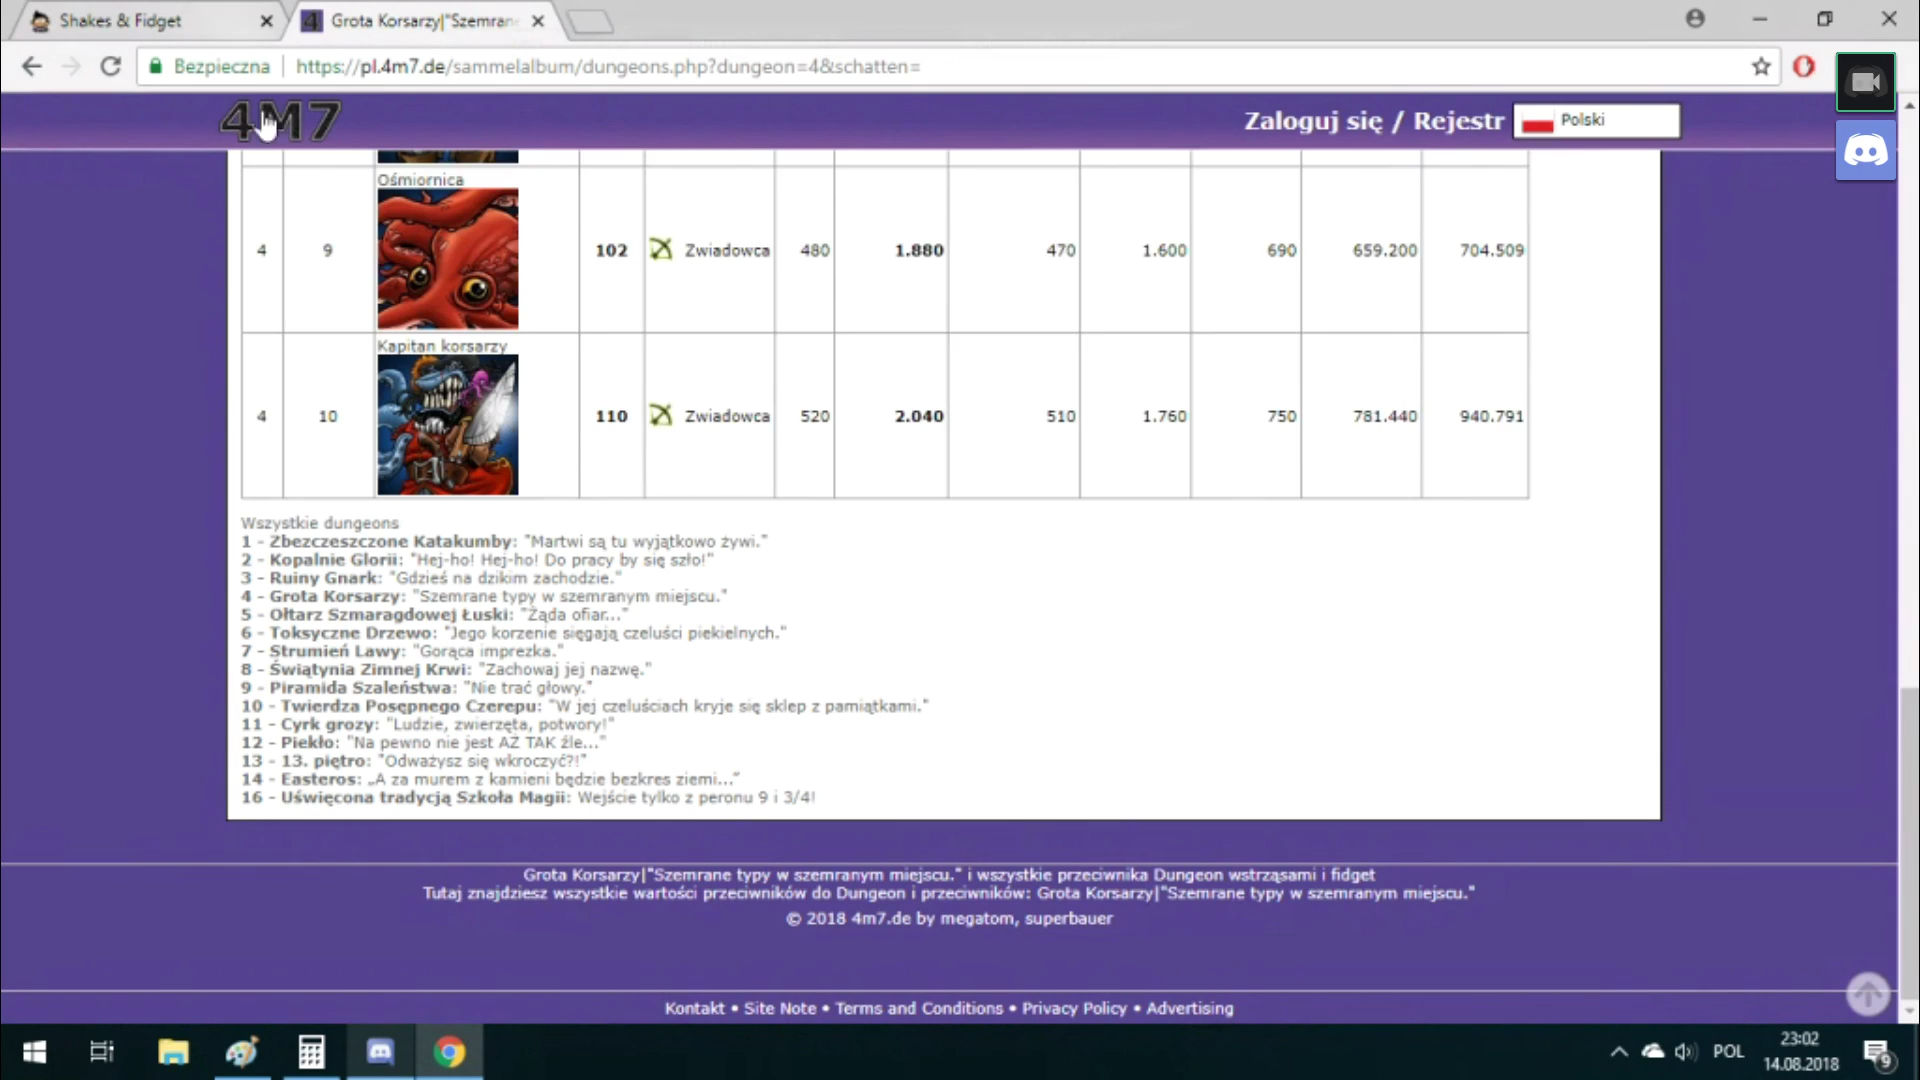 Shakes & Fidget
Grota Korsarzy|"Szemran
Bezpieczna
https://pl.4m7.de/sammelalbum/dungeons.php?dungeon=4&schatten=
4M7
Zaloguj się / Rejestr
Polski
Ośmiornica
4 9 102 Zwiadowca 480 1.880 470 1.600 690 659.200 704.509
Kapitan korsarzy
4 10 110 Zwiadowca 520 2.040 510 1.760 750 781.440 940.791
Wszystkie dungeons
1 - Zbezczeszczone Katakumby: "Martwi są tu wyjątkowo żywi."
2 - Kopalnie Glorii: "Hej-ho! Hej-ho! Do pracy by się szło!"
3 - Ruiny Gnark: "Gdzieś na dzikim zachodzie."
4 - Grota Korsarzy: "Szemrane typy w szemranym miejscu."
5 - Ołtarz Szmaragdowej Łuski: "Żąda ofiar..."
6 - Toksyczne Drzewo: "Jego korzenie sięgają czeluści piekielnych."
7 - Strumień Lawy: "Gorąca imprezka."
8 - Świątynia Zimnej Krwi: "Zachowaj jej nazwę."
9 - Piramida Szaleństwa: "Nie trać głowy."
10 - Twierdza Posępnego Czerepu: "W jej czeluściach kryje się sklep z pamiątkami."
11 - Cyrk grozy: "Ludzie, zwierzęta, potwory!"
12 - Piekło: "Na pewno nie jest AŻ TAK źle..."
13 - 13. piętro: "Odważysz się wkroczyć?!"
14 - Easteros: „A za murem z kamieni będzie bezkres ziemi..."
16 - Uświęcona tradycją Szkoła Magii: Wejście tylko z peronu 9 i 3/4!
Grota Korsarzy|"Szemrane typy w szemranym miejscu." i wszystkie przeciwnika Dungeon wstrząsami i fidget
Tutaj znajdziesz wszystkie wartości przeciwników do Dungeon i przeciwników: Grota Korsarzy|"Szemrane typy w szemranym miejscu."
© 2018 4m7.de by megatom, superbauer
Kontakt • Site Note • Terms and Conditions • Privacy Policy • Advertising
POL
23:02
14.08.2018
9